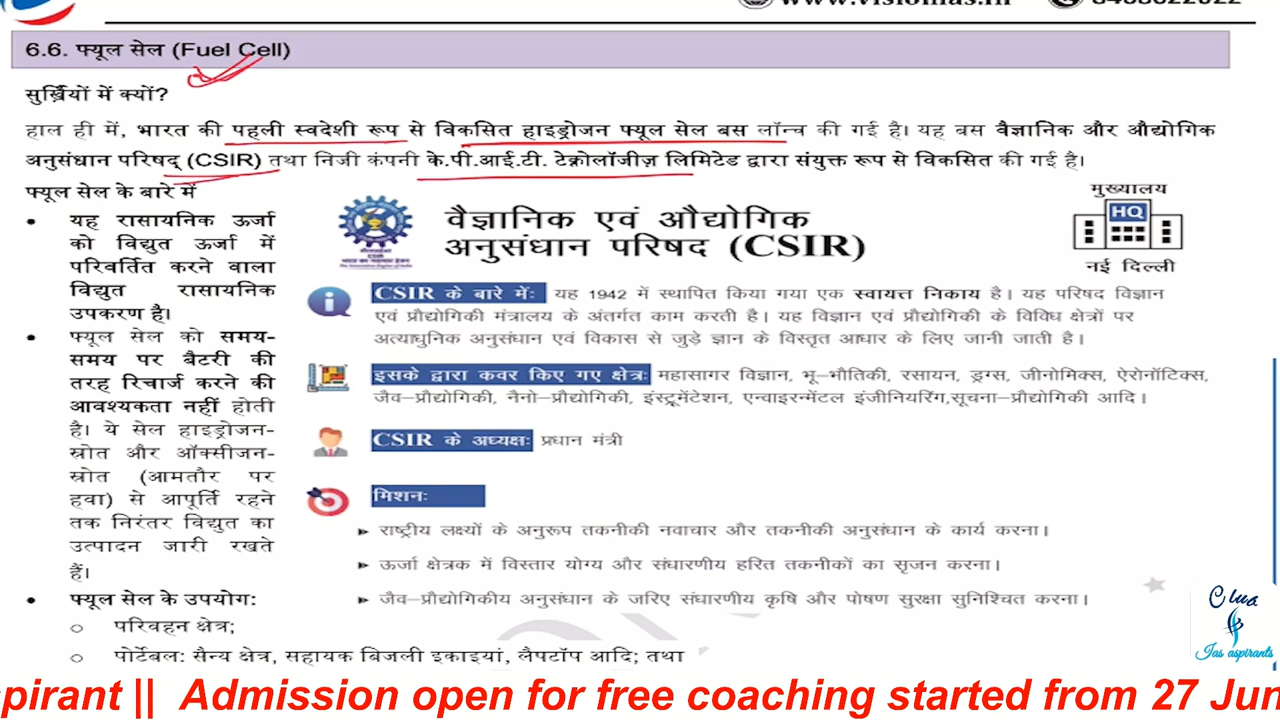 www.visionias.in 8468022022
6.6. फ्यूल सेल (Fuel Cell)
सुर्ख़ियों में क्यों?
हाल ही में, भारत की पहली स्वदेशी रूप से विकसित हाइड्रोजन फ्यूल सेल बस लॉन्च की गई है। यह बस वैज्ञानिक और औद्योगिक
अनुसंधान परिषद् (CSIR) तथा निजी कंपनी के.पी.आई.टी. टेक्नोलॉजीज़ लिमिटेड द्वारा संयुक्त रूप से विकसित की गई है।
फ्यूल सेल के बारे में
• यह रासायनिक ऊर्जा
को विद्युत ऊर्जा में
परिवर्तित करने वाला
विद्युत रासायनिक
उपकरण है।
• फ्यूल सेल को समय-
समय पर बैटरी की
तरह रिचार्ज करने की
आवश्यकता नहीं होती
है। ये सेल हाइड्रोजन-
स्रोत और ऑक्सीजन-
स्रोत (आमतौर पर
हवा) से आपूर्ति रहने
तक निरंतर विद्युत का
उत्पादन जारी रखते
हैं।
• फ्यूल सेल के उपयोग:
○ परिवहन क्षेत्र;
○ पोर्टेबल: सैन्य क्षेत्र, सहायक बिजली इकाइयां, लैपटॉप आदि; तथा
वैज्ञानिक एवं औद्योगिक
अनुसंधान परिषद (CSIR)
मुख्यालय
HQ
नई दिल्ली
CSIR के बारे में: यह 1942 में स्थापित किया गया एक स्वायत्त निकाय है। यह परिषद विज्ञान
एवं प्रौद्योगिकी मंत्रालय के अंतर्गत काम करती है। यह विज्ञान एवं प्रौद्योगिकी के विविध क्षेत्रों पर
अत्याधुनिक अनुसंधान एवं विकास से जुड़े ज्ञान के विस्तृत आधार के लिए जानी जाती है।
इसके द्वारा कवर किए गए क्षेत्र: महासागर विज्ञान, भू-भौतिकी, रसायन, ड्रग्स, जीनोमिक्स, ऐरोनॉटिक्स,
जैव-प्रौद्योगिकी, नैनो-प्रौद्योगिकी, इंस्ट्रूमेंटेशन, एन्वाइरन्मेंटल इंजीनियरिंग,सूचना-प्रौद्योगिकी आदि।
CSIR के अध्यक्ष: प्रधान मंत्री
मिशन:
➤ राष्ट्रीय लक्ष्यों के अनुरूप तकनीकी नवाचार और तकनीकी अनुसंधान के कार्य करना।
➤ ऊर्जा क्षेत्रक में विस्तार योग्य और संधारणीय हरित तकनीकों का सृजन करना।
➤ जैव-प्रौद्योगिकीय अनुसंधान के जरिए संधारणीय कृषि और पोषण सुरक्षा सुनिश्चित करना।
Clue
Ias aspirants
spirant || Admission open for free coaching started from 27 Jun